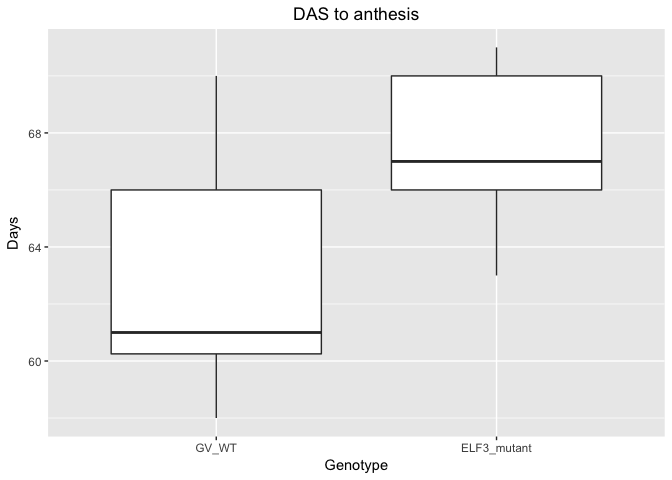 DAS to anthesis
Days
68
64
60
GV_WT
ELF3_mutant
Genotype